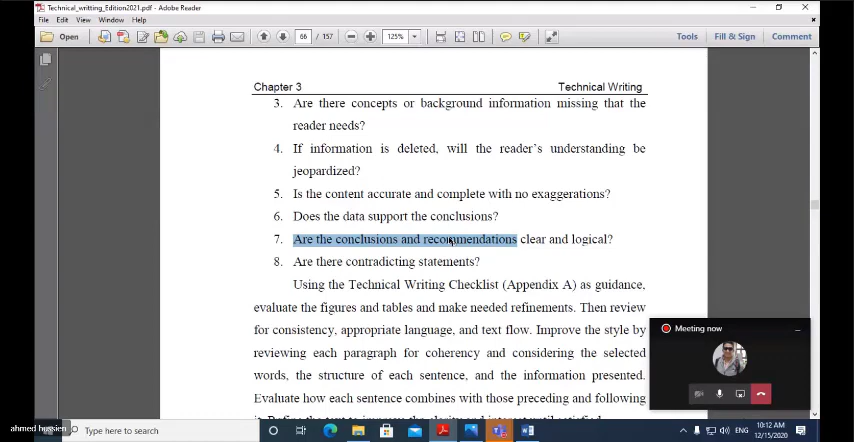 Technical_writting_Edition2021.pdf - Adobe Reader
File Edit View Window Help
Open 66 / 157 125% Tools Fill & Sign Comment
Chapter 3 Technical Writing
3. Are there concepts or background information missing that the
reader needs?
4. If information is deleted, will the reader's understanding be
jeopardized?
5. Is the content accurate and complete with no exaggerations?
6. Does the data support the conclusions?
7. Are the conclusions and recommendations clear and logical?
8. Are there contradicting statements?
Using the Technical Writing Checklist (Appendix A) as guidance,
evaluate the figures and tables and make needed refinements. Then review
for consistency, appropriate language, and text flow. Improve the style by
reviewing each paragraph for coherency and considering the selected
words, the structure of each sentence, and the information presented.
Evaluate how each sentence combines with those preceding and following
Meeting now
ahmed hussien
Type here to search
ENG
10:12 AM
12/15/2020